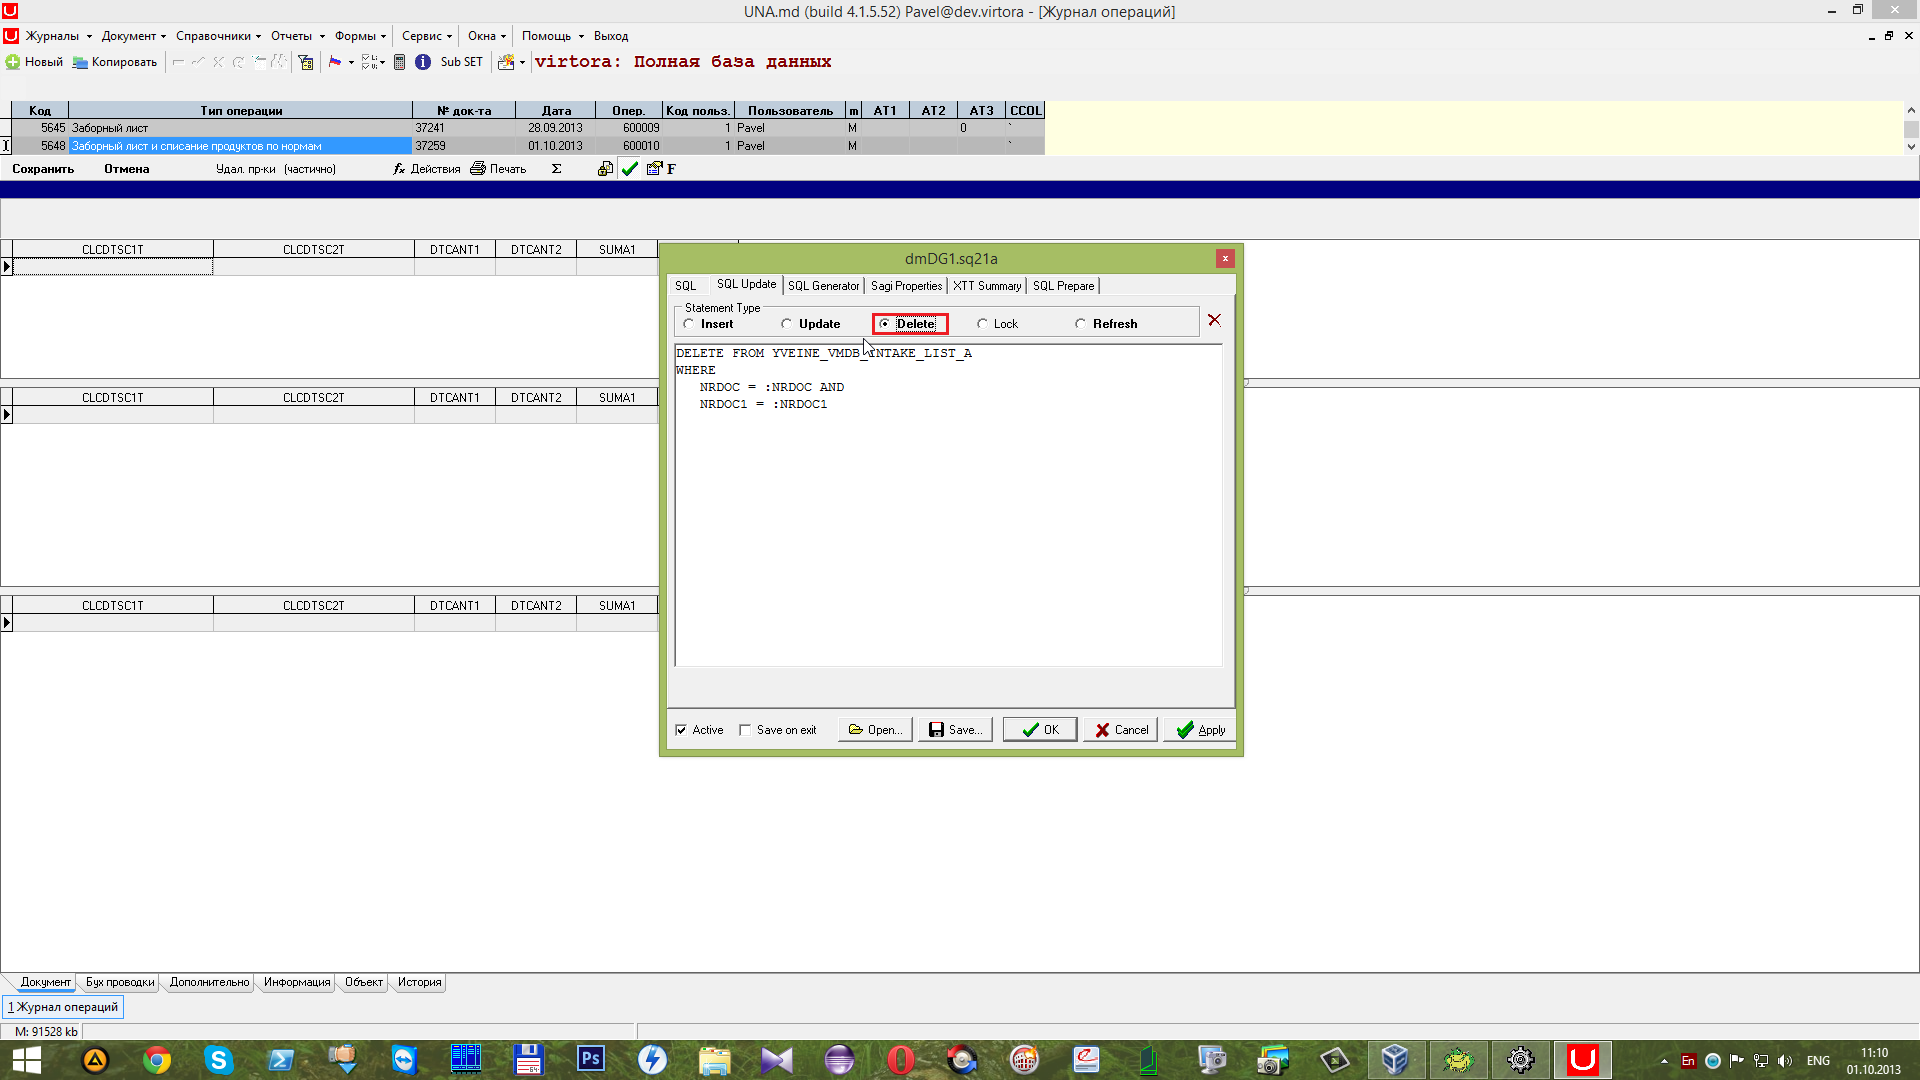 UNA.md (build 4.1.5.52) Pavel@dev.virtora - [Журнал операций]
Журналы Документ Справочники Отчеты Формы Сервис Окна Помощь Выход
Новый Копировать Sub SET virtora: Полная база данных
Код Тип операции № док-та Дата Опер. Код польз. Пользователь m AT1 AT2 AT3 CCOL
5645 Заборный лист 37241 28.09.2013 600009 1 Pavel M 0 `
5648 Заборный лист и списание продуктов по нормам 37259 01.10.2013 600010 1 Pavel M `
Сохранить Отмена Удал. пр-ки (частично) fx Действия Печать Σ F
CLCDTSC1T CLCDTSC2T DTCANT1 DTCANT2 SUMA1
dmDG1.sq21a
SQL SQL Update SQL Generator Sagi Properties XTT Summary SQL Prepare
Statement Type
Insert Update Delete Lock Refresh
DELETE FROM YVEINE_VMDB_INTAKE_LIST_A
WHERE
NRDOC = :NRDOC AND
NRDOC1 = :NRDOC1
CLCDTSC1T CLCDTSC2T DTCANT1 DTCANT2 SUMA1
CLCDTSC1T CLCDTSC2T DTCANT1 DTCANT2 SUMA1
Active Save on exit Open... Save... OK Cancel Apply
Документ Бух проводки Дополнительно Информация Объект История
1 Журнал операций
M: 91528 kb
Ps
64
En ENG 11:10
01.10.2013